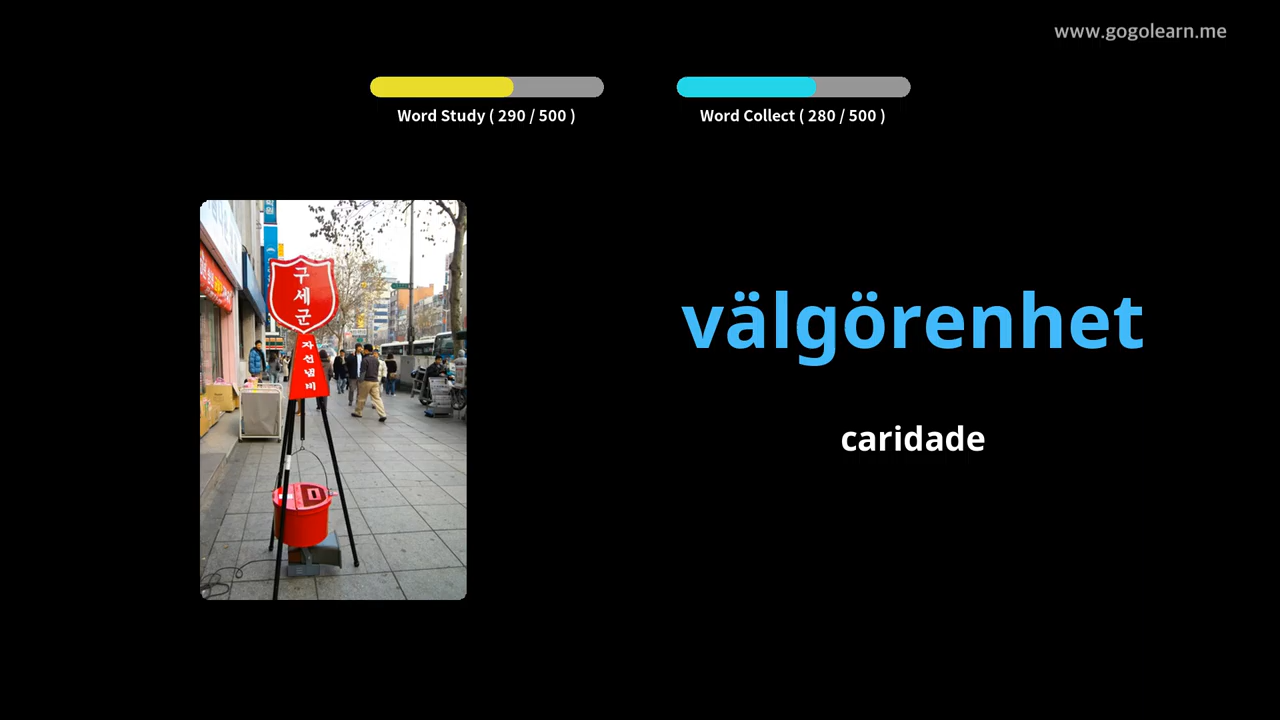 www.gogolearn.me
Word Study ( 290 / 500 )
Word Collect ( 280 / 500 )
구세군
자선냄비
välgörenhet
caridade